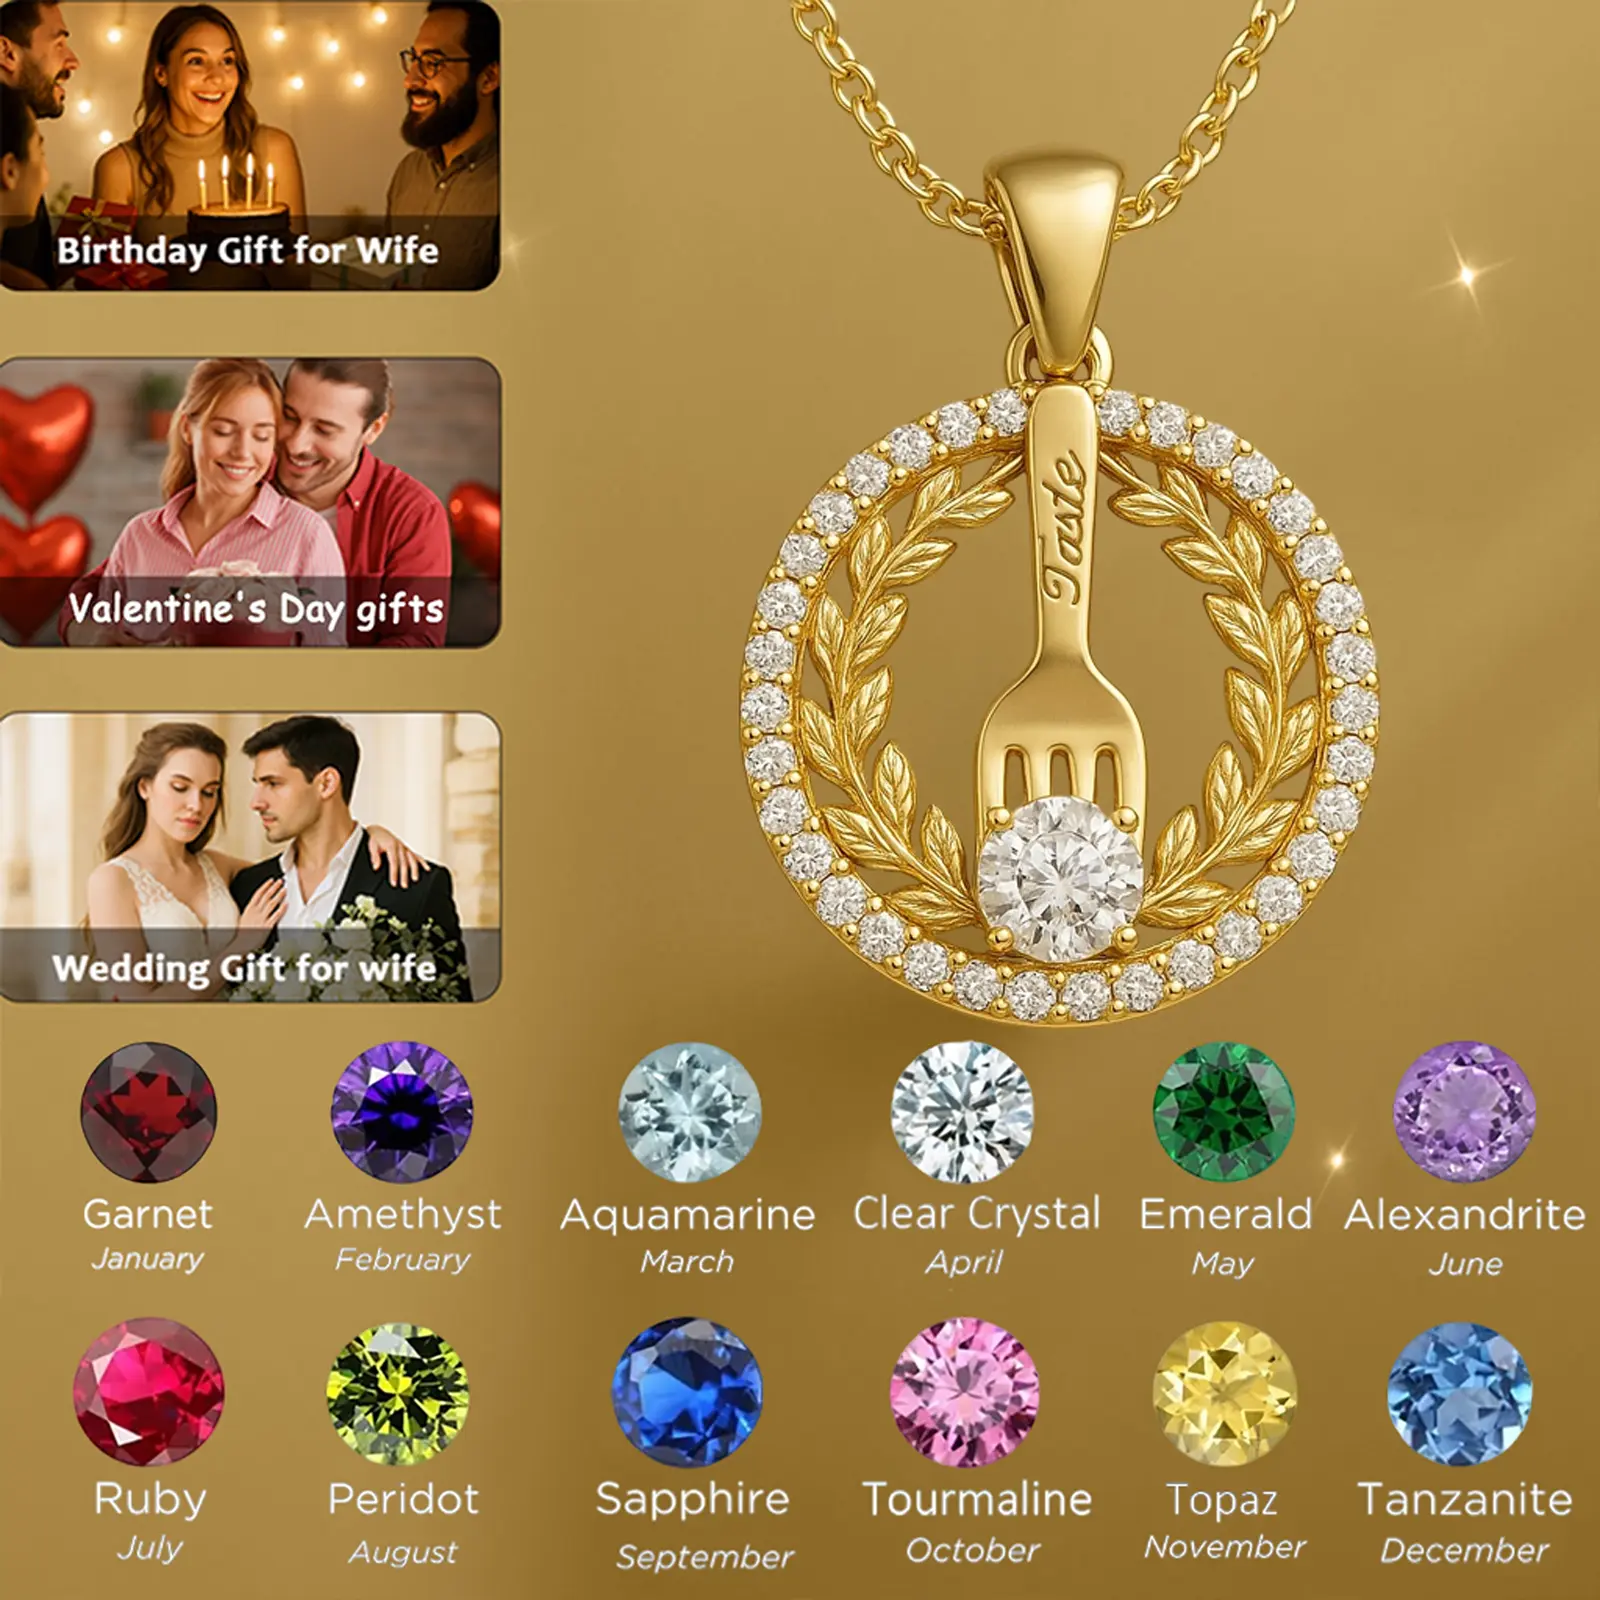 Birthday Gift for Wife
Taste
Valentine's Day gifts
Wedding Gift for wife
Garnet
January
Amethyst
February
Aquamarine
March
Clear Crystal
April
Emerald
May
Alexandrite
June
Ruby
July
Peridot
August
Sapphire
September
Tourmaline
October
Topaz
November
Tanzanite
December